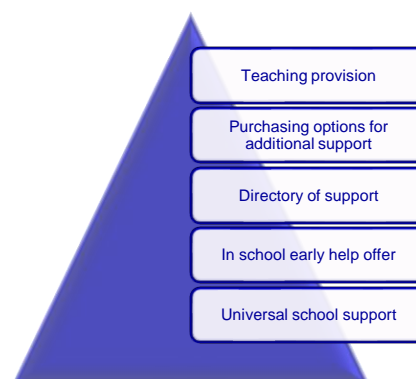 Teaching provision
Purchasing options for
additional support
Directory of support
In school early help offer
Universal school support